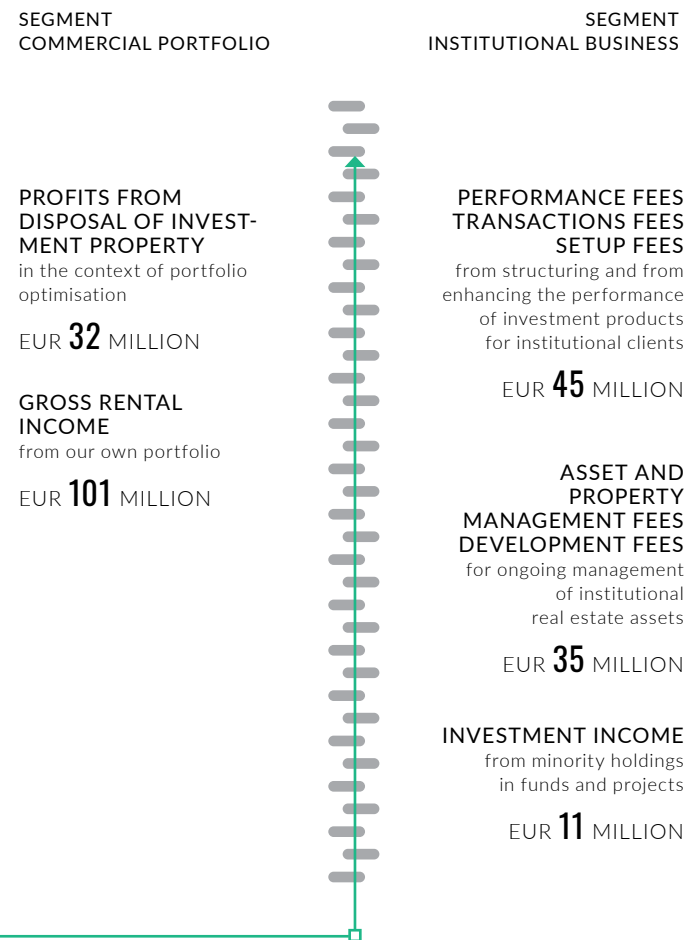 SEGMENT
COMMERCIAL PORTFOLIO
SEGMENT
INSTITUTIONAL BUSINESS
PROFITS FROM
DISPOSAL OF INVEST-
MENT PROPERTY
in the context of portfolio
optimisation
EUR 32 MILLION
GROSS RENTAL
INCOME
from our own portfolio
EUR 101 MILLION
PERFORMANCE FEES
TRANSACTIONS FEES
SETUP FEES
from structuring and from
enhancing the performance
of investment products
for institutional clients
EUR 45 MILLION
ASSET AND
PROPERTY
MANAGEMENT FEES
DEVELOPMENT FEES
for ongoing management
of institutional
real estate assets
EUR 35 MILLION
INVESTMENT INCOME
from minority holdings
in funds and projects
EUR 11 MILLION